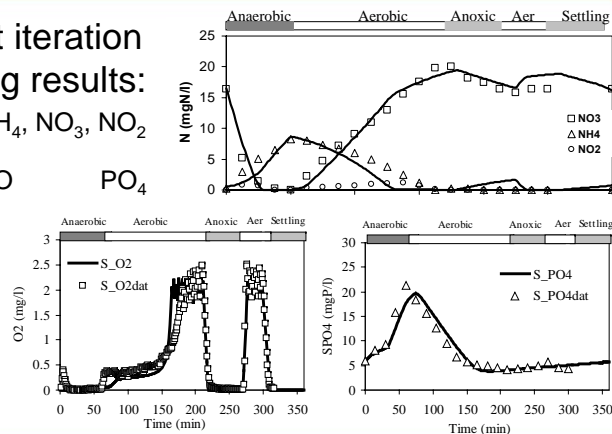 t iteration
g results:
H4, NO3, NO2
O PO4
Anaerobic Aerobic Anoxic Aer Settling
N (mgN/l)
25
20
15
10
5
0
NO3
NH4
NO2
Anaerobic Aerobic Anoxic Aer Settling
O2 (mg/l)
3
2.5
2
1.5
1
0.5
0
S_O2
S_O2dat
0 50 100 150 200 250 300 350
Time (min)
Anaerobic Aerobic Anoxic Aer Settling
SPO4 (mgP/l)
30
25
20
15
10
5
0
S_PO4
S_PO4dat
0 50 100 150 200 250 300 350
Time (min)